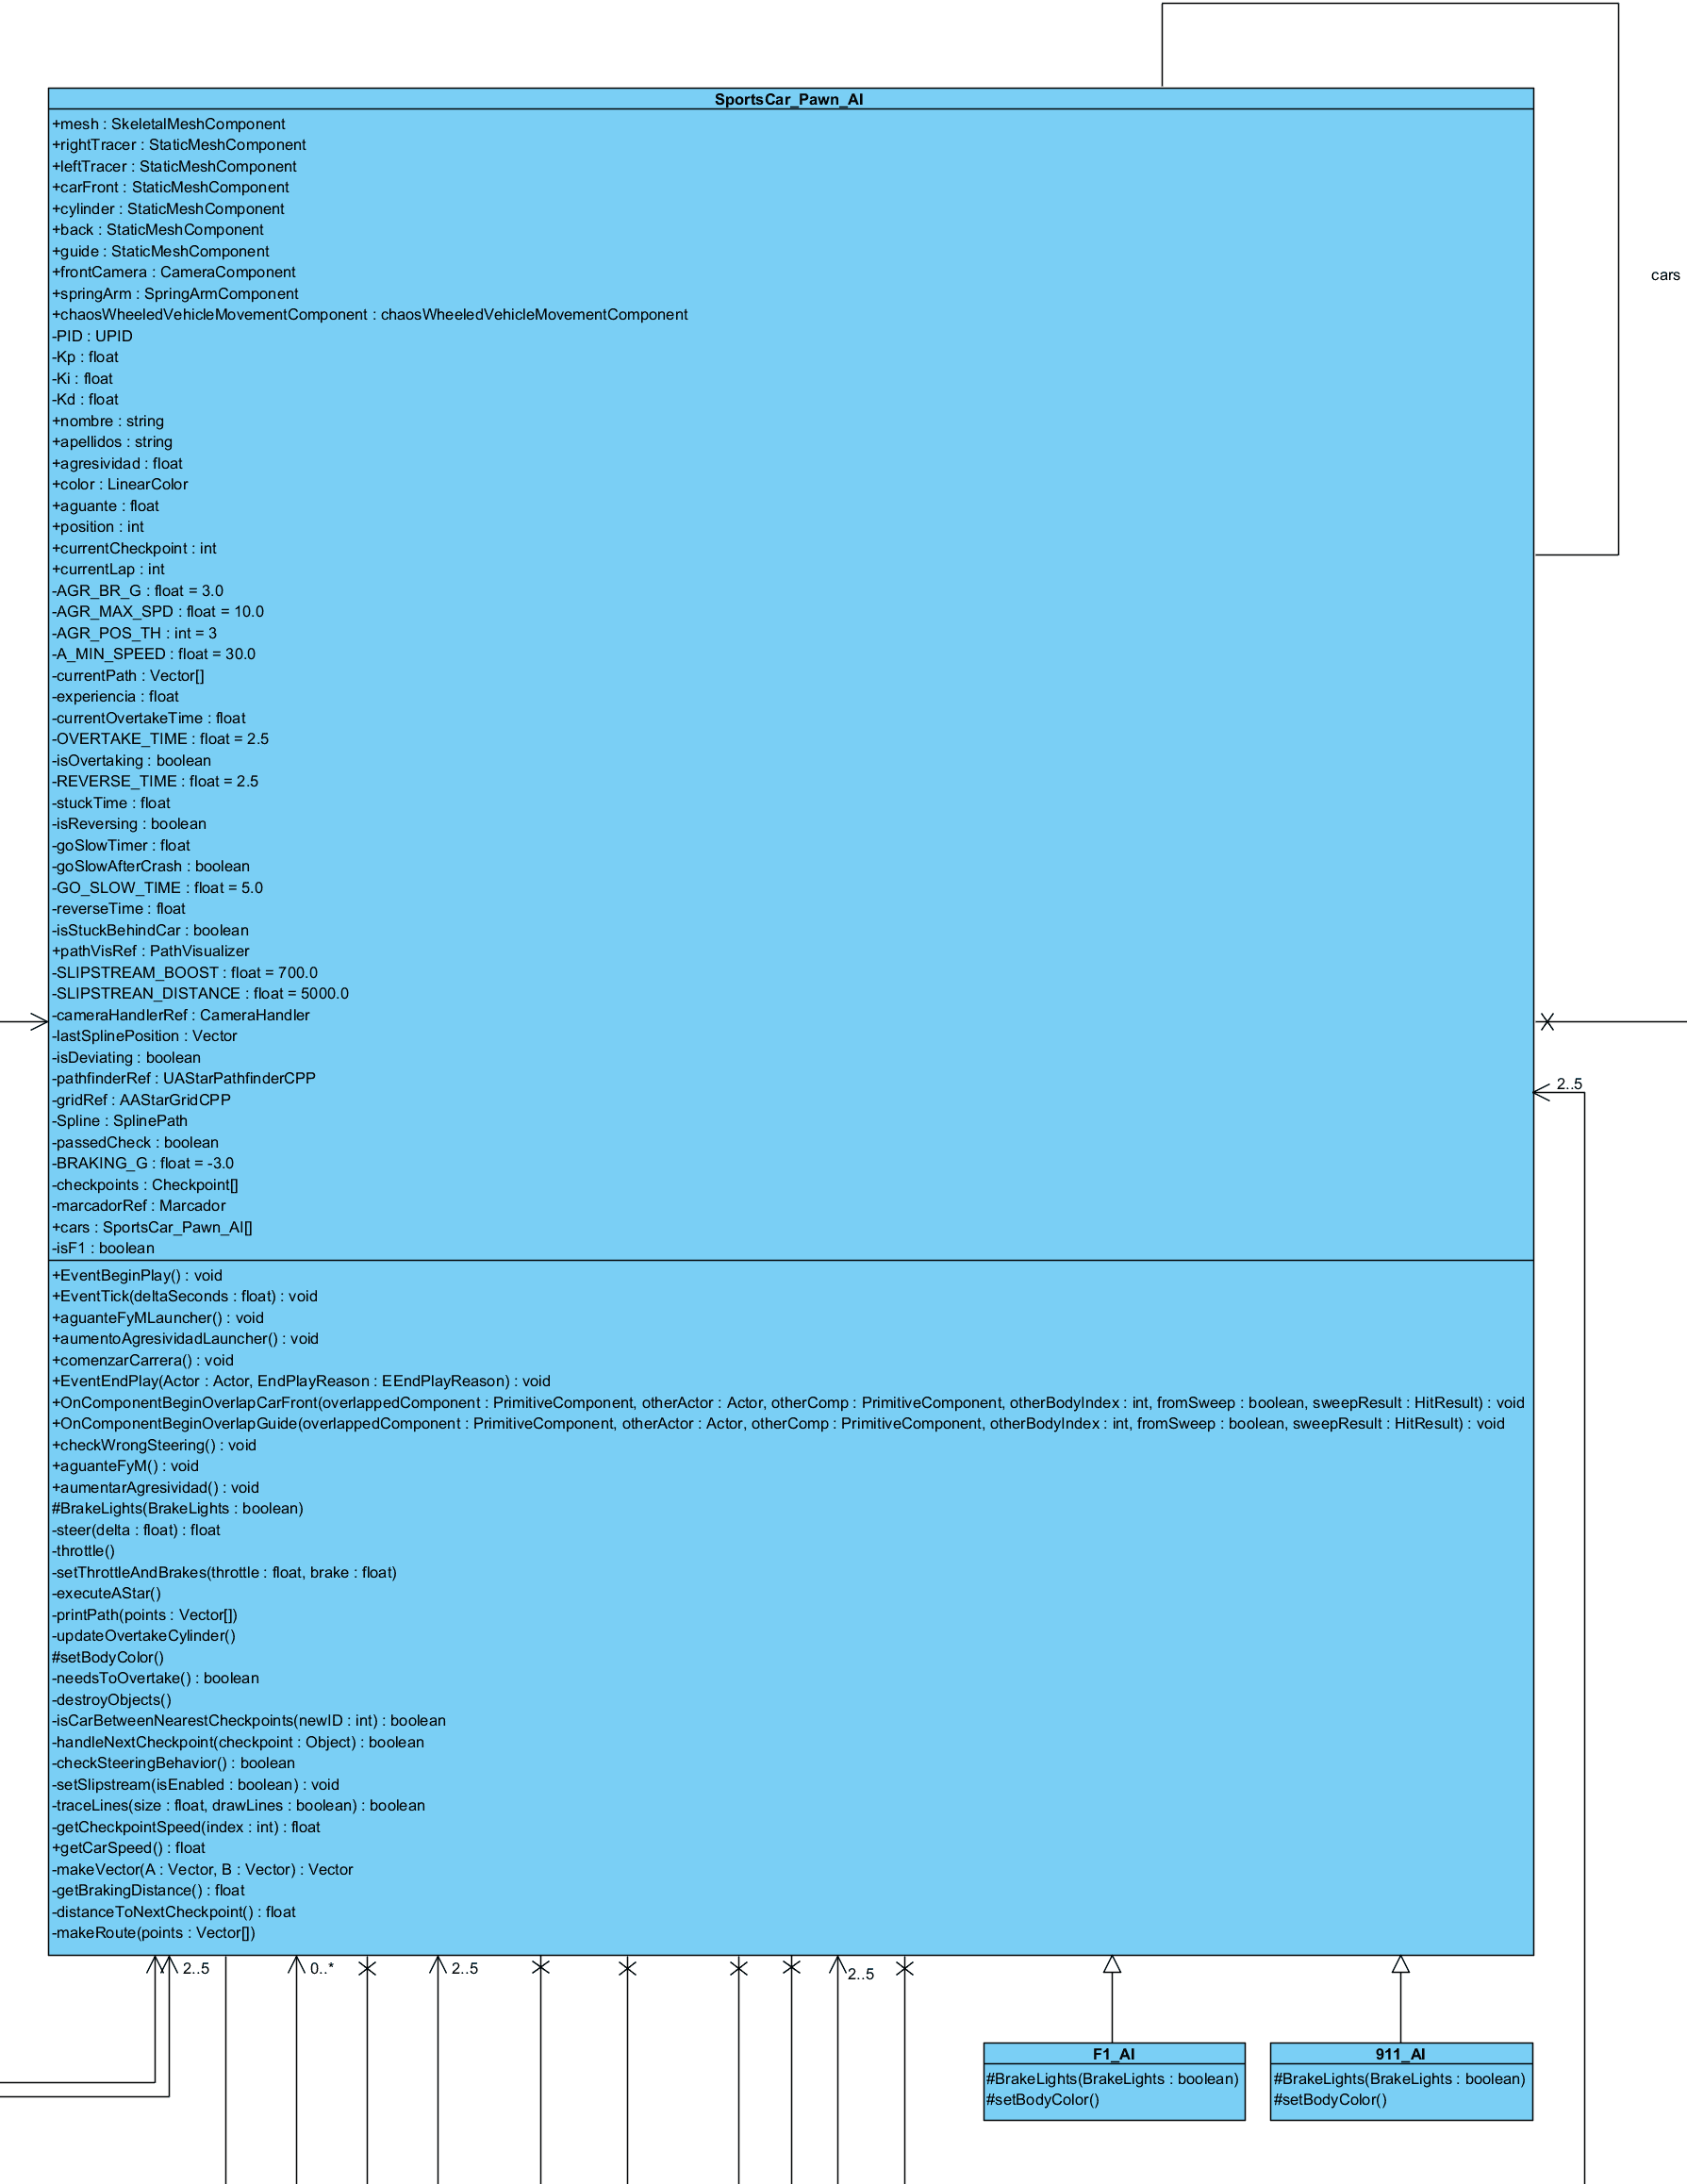 SportsCar_Pawn_AI
+mesh : SkeletalMeshComponent
+rightTracer : StaticMeshComponent
+leftTracer : StaticMeshComponent
+carFront : StaticMeshComponent
+cylinder : StaticMeshComponent
+back : StaticMeshComponent
+guide : StaticMeshComponent
+frontCamera : CameraComponent
+springArm : SpringArmComponent
+chaosWheeledVehicleMovementComponent : chaosWheeledVehicleMovementComponent
-PID : UPID
-Kp : float
-Ki : float
-Kd : float
+nombre : string
+apellidos : string
+agresividad : float
+color : LinearColor
+aguante : float
+position : int
+currentCheckpoint : int
+currentLap : int
-AGR_BR_G : float = 3.0
-AGR_MAX_SPD : float = 10.0
-AGR_POS_TH : int = 3
-A_MIN_SPEED : float = 30.0
-currentPath : Vector[]
-experiencia : float
-currentOvertakeTime : float
-OVERTAKE_TIME : float = 2.5
-isOvertaking : boolean
-REVERSE_TIME : float = 2.5
-stuckTime : float
-isReversing : boolean
-goSlowTimer : float
-goSlowAfterCrash : boolean
-GO_SLOW_TIME : float = 5.0
-reverseTime : float
-isStuckBehindCar : boolean
+pathVisRef : PathVisualizer
-SLIPSTREAM_BOOST : float = 700.0
-SLIPSTREAN_DISTANCE : float = 5000.0
-cameraHandlerRef : CameraHandler
-lastSplinePosition : Vector
-isDeviating : boolean
-pathfinderRef : UAStarPathfinderCPP
-gridRef : AAStarGridCPP
-Spline : SplinePath
-passedCheck : boolean
-BRAKING_G : float = -3.0
-checkpoints : Checkpoint[]
-marcadorRef : Marcador
+cars : SportsCar_Pawn_AI[]
-isF1 : boolean
+EventBeginPlay() : void
+EventTick(deltaSeconds : float) : void
+aguanteFyMLauncher() : void
+aumentoAgresividadLauncher() : void
+comenzarCarrera() : void
+EventEndPlay(Actor : Actor, EndPlayReason : EEndPlayReason) : void
+OnComponentBeginOverlapCarFront(overlappedComponent : PrimitiveComponent, otherActor : Actor, otherComp : PrimitiveComponent, otherBodyIndex : int, fromSweep : boolean, sweepResult : HitResult) : void
+OnComponentBeginOverlapGuide(overlappedComponent : PrimitiveComponent, otherActor : Actor, otherComp : PrimitiveComponent, otherBodyIndex : int, fromSweep : boolean, sweepResult : HitResult) : void
+checkWrongSteering() : void
+aguanteFyM() : void
+aumentarAgresividad() : void
#BrakeLights(BrakeLights : boolean)
-steer(delta : float) : float
-throttle()
-setThrottleAndBrakes(throttle : float, brake : float)
-executeAStar()
-printPath(points : Vector[])
-updateOvertakeCylinder()
#setBodyColor()
-needsToOvertake() : boolean
-destroyObjects()
-isCarBetweenNearestCheckpoints(newID : int) : boolean
-handleNextCheckpoint(checkpoint : Object) : boolean
-checkSteeringBehavior() : boolean
-setSlipstream(isEnabled : boolean) : void
-traceLines(size : float, drawLines : boolean) : boolean
-getCheckpointSpeed(index : int) : float
+getCarSpeed() : float
-makeVector(A : Vector, B : Vector) : Vector
-getBrakingDistance() : float
-distanceToNextCheckpoint() : float
-makeRoute(points : Vector[])
cars
2..5
2..5
0..*
2..5
2..5
F1_AI
#BrakeLights(BrakeLights : boolean)
#setBodyColor()
911_AI
#BrakeLights(BrakeLights : boolean)
#setBodyColor()